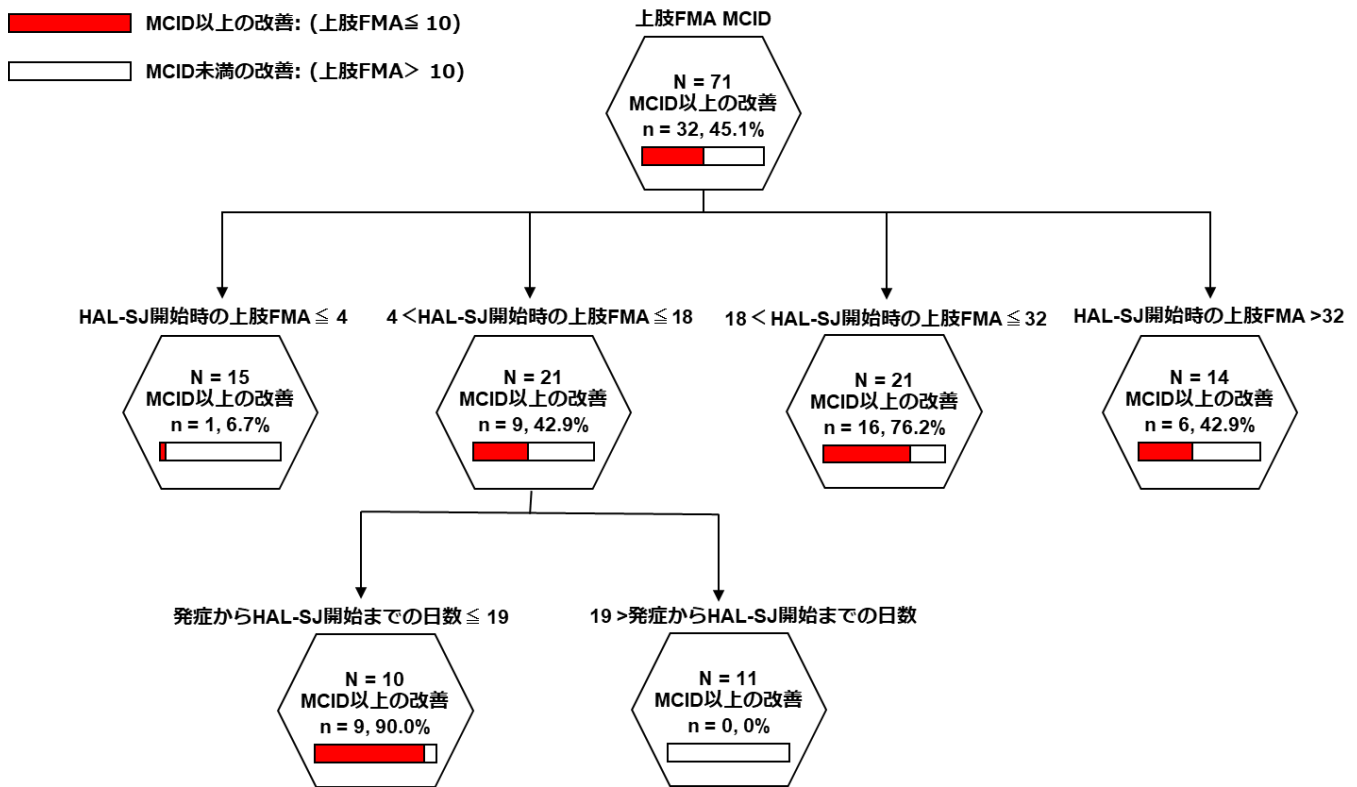 MCID以上の改善: (上肢FMA≦ 10)
MCID未満の改善: (上肢FMA＞ 10)
上肢FMA MCID
N = 71
MCID以上の改善
n = 32, 45.1%
HAL-SJ開始時の上肢FMA ≦ 4
N = 15
MCID以上の改善
n = 1, 6.7%
4 ＜HAL-SJ開始時の上肢FMA ≦ 18
N = 21
MCID以上の改善
n = 9, 42.9%
18 ＜ HAL-SJ開始時の上肢FMA ≦ 32
N = 21
MCID以上の改善
n = 16, 76.2%
HAL-SJ開始時の上肢FMA >32
N = 14
MCID以上の改善
n = 6, 42.9%
発症からHAL-SJ開始までの日数 ≦ 19
N = 10
MCID以上の改善
n = 9, 90.0%
19 >発症からHAL-SJ開始までの日数
N = 11
MCID以上の改善
n = 0, 0%